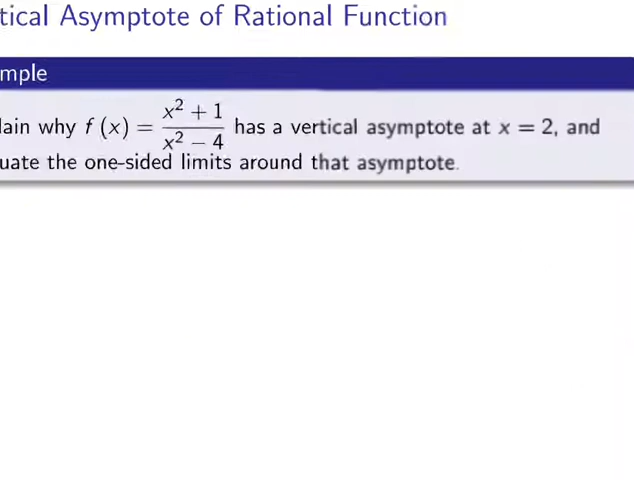 tical Asymptote of Rational Function
mple
lain why f (x) = \frac{x² + 1}{x² − 4} has a vertical asymptote at x = 2, and
uate the one-sided limits around that asymptote.